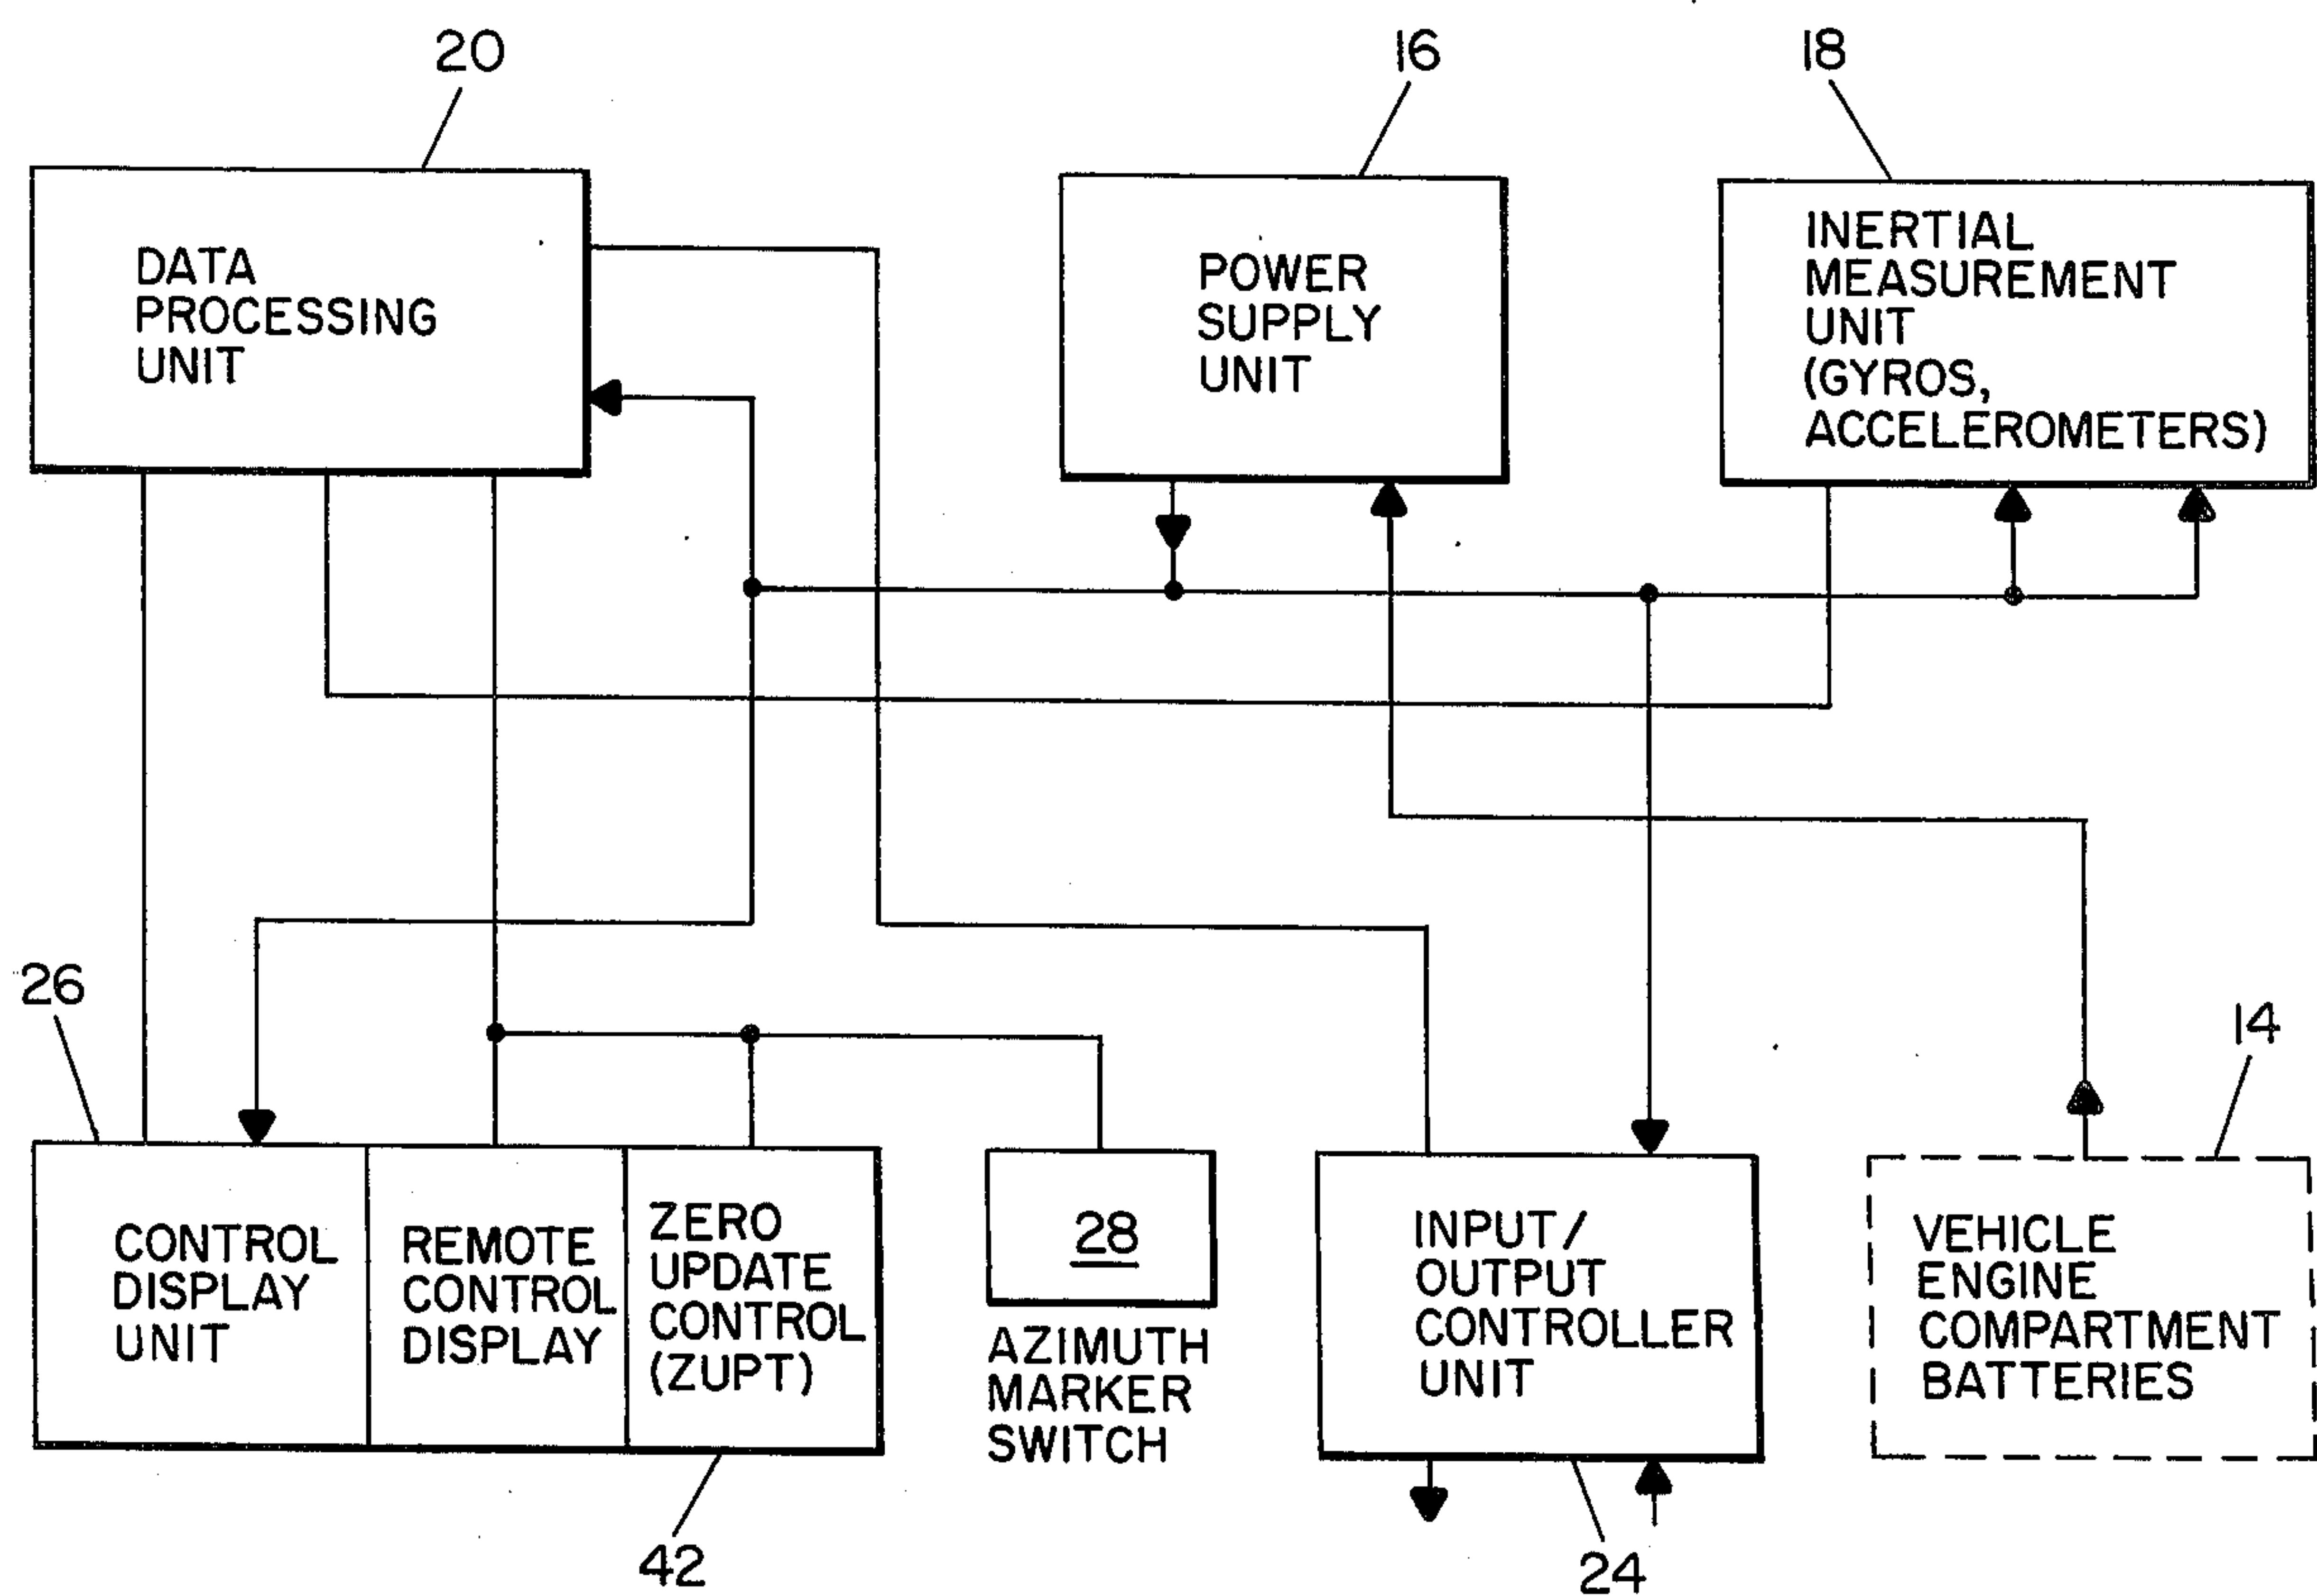 20
16
18
DATA
PROCESSING
UNIT
POWER
SUPPLY
UNIT
INERTIAL
MEASUREMENT
UNIT
(GYROS,
ACCELEROMETERS)
26
14
CONTROL
DISPLAY
UNIT
REMOTE
CONTROL
DISPLAY
ZERO
UPDATE
CONTROL
(ZUPT)
28
AZIMUTH
MARKER
SWITCH
INPUT/
OUTPUT
CONTROLLER
UNIT
VEHICLE
ENGINE
COMPARTMENT
BATTERIES
42
24